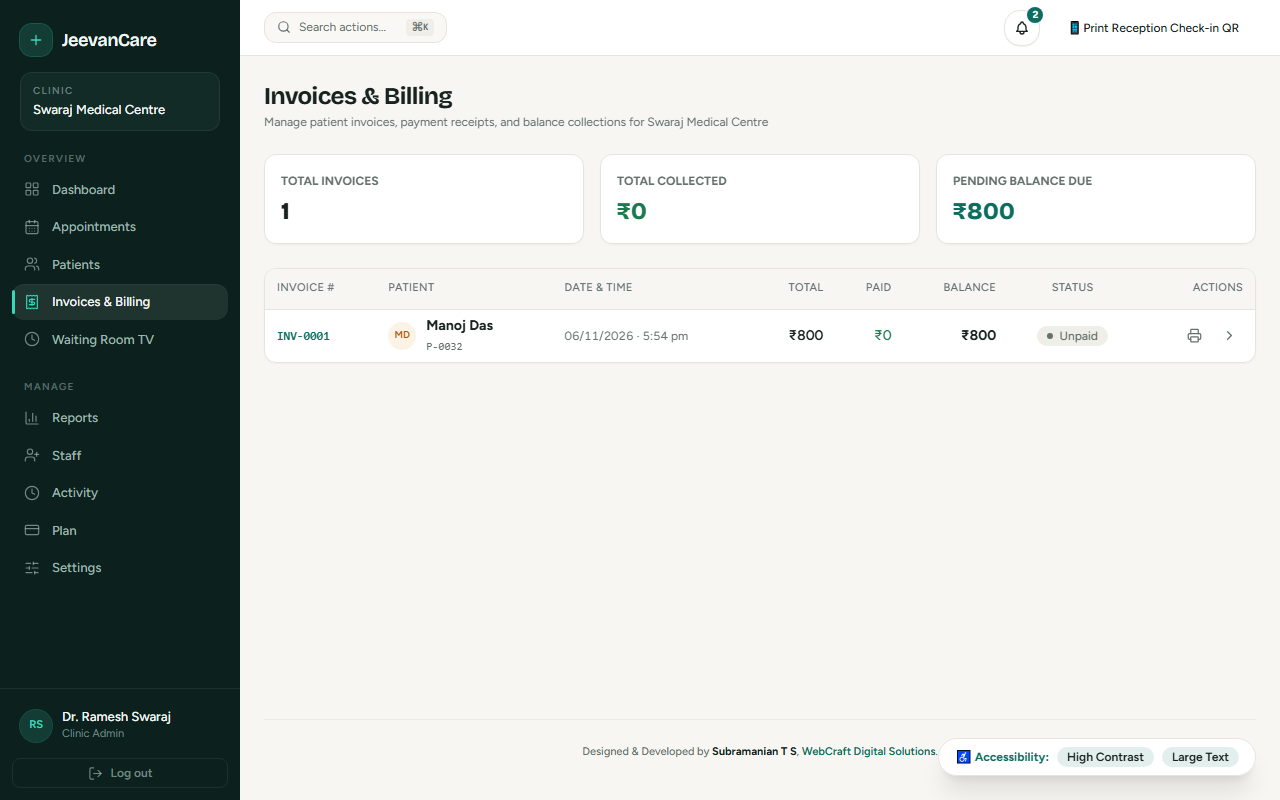 JeevanCare
CLINIC
Swaraj Medical Centre
OVERVIEW
Dashboard
Appointments
Patients
Invoices & Billing
Waiting Room TV
MANAGE
Reports
Staff
Activity
Plan
Settings
RS
Dr. Ramesh Swaraj
Clinic Admin
Log out
Search actions... ⌘K
2
Print Reception Check-in QR
Invoices & Billing
Manage patient invoices, payment receipts, and balance collections for Swaraj Medical Centre
TOTAL INVOICES
1
TOTAL COLLECTED
₹0
PENDING BALANCE DUE
₹800
INVOICE # PATIENT DATE & TIME TOTAL PAID BALANCE STATUS ACTIONS
INV-0001 MD Manoj Das 06/11/2026 · 5:54 pm ₹800 ₹0 ₹800 Unpaid
P-0032
Designed & Developed by Subramanian T S, WebCraft Digital Solutions.
Accessibility: High Contrast Large Text